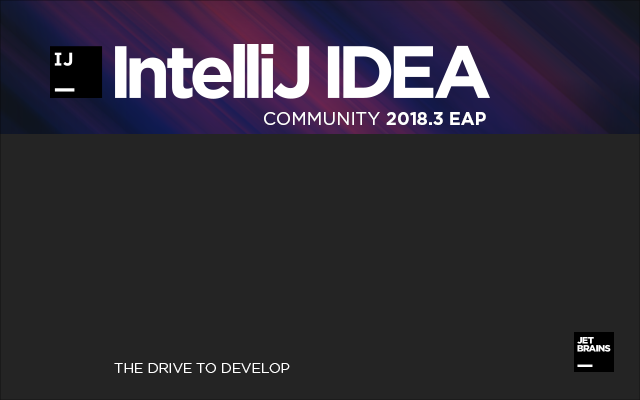 IJ
IntelliJ IDEA
COMMUNITY 2018.3 EAP
THE DRIVE TO DEVELOP
JET
BRAINS